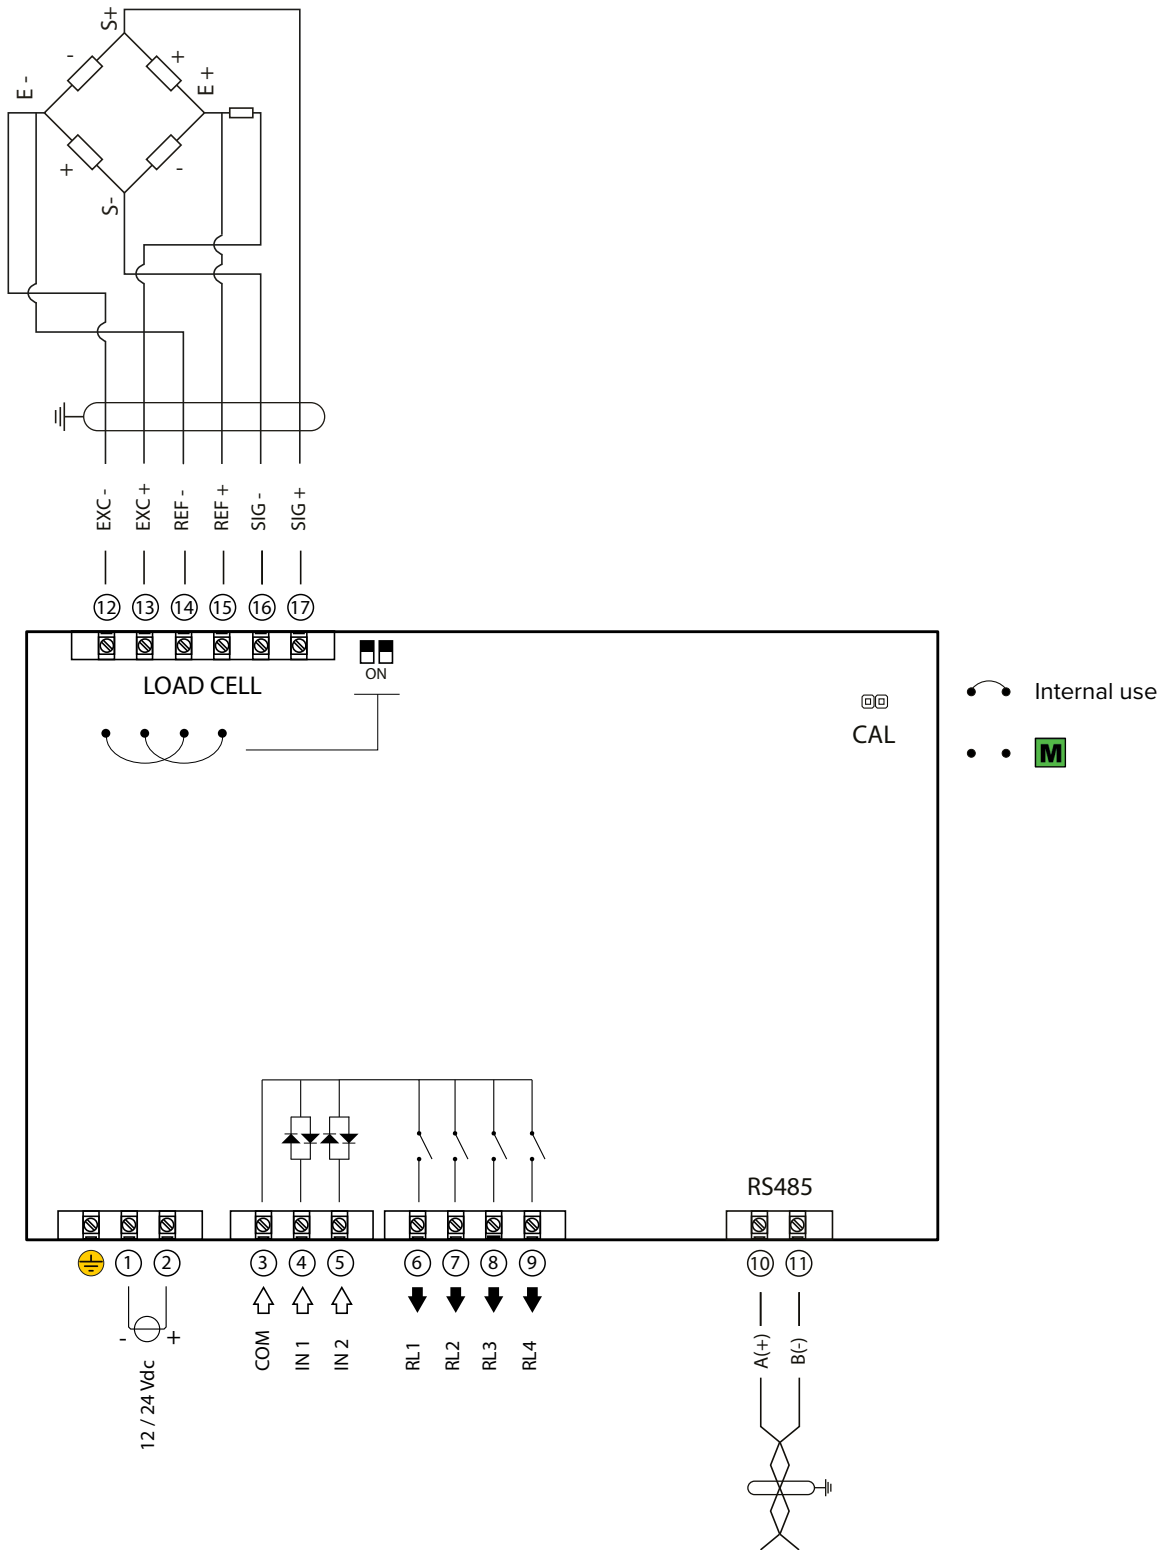 S+
-
+
E -
E +
+
-
S-
EXC -
EXC +
REF -
REF +
SIG -
SIG +
12
13
14
15
16
17
ON
LOAD CELL
CAL
Internal use
M
RS485
1
2
3
4
5
6
7
8
9
10
11
-
+
12 / 24 Vdc
COM
IN 1
IN 2
RL1
RL2
RL3
RL4
A(+)
B(-)